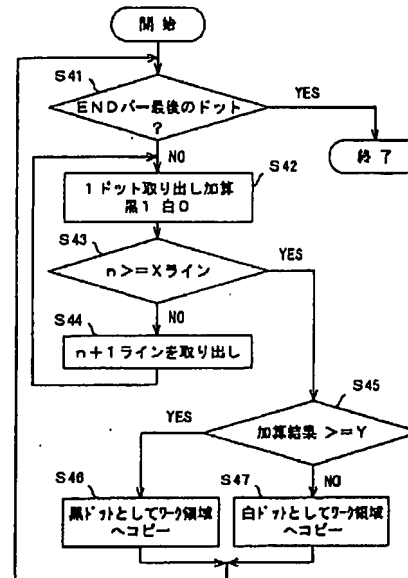 開始
S41
ENDバー最後のドット
?
YES
終了
NO
S42
1ドット取り出し加算
黒1 白0
S43
n>=Xライン
YES
S44
NO
n+1ラインを取り出し
S45
加算結果 >=Y
YES
NO
S46
黒ドットとしてワーク領域
へコピー
S47
白ドットとしてワーク領域
へコピー